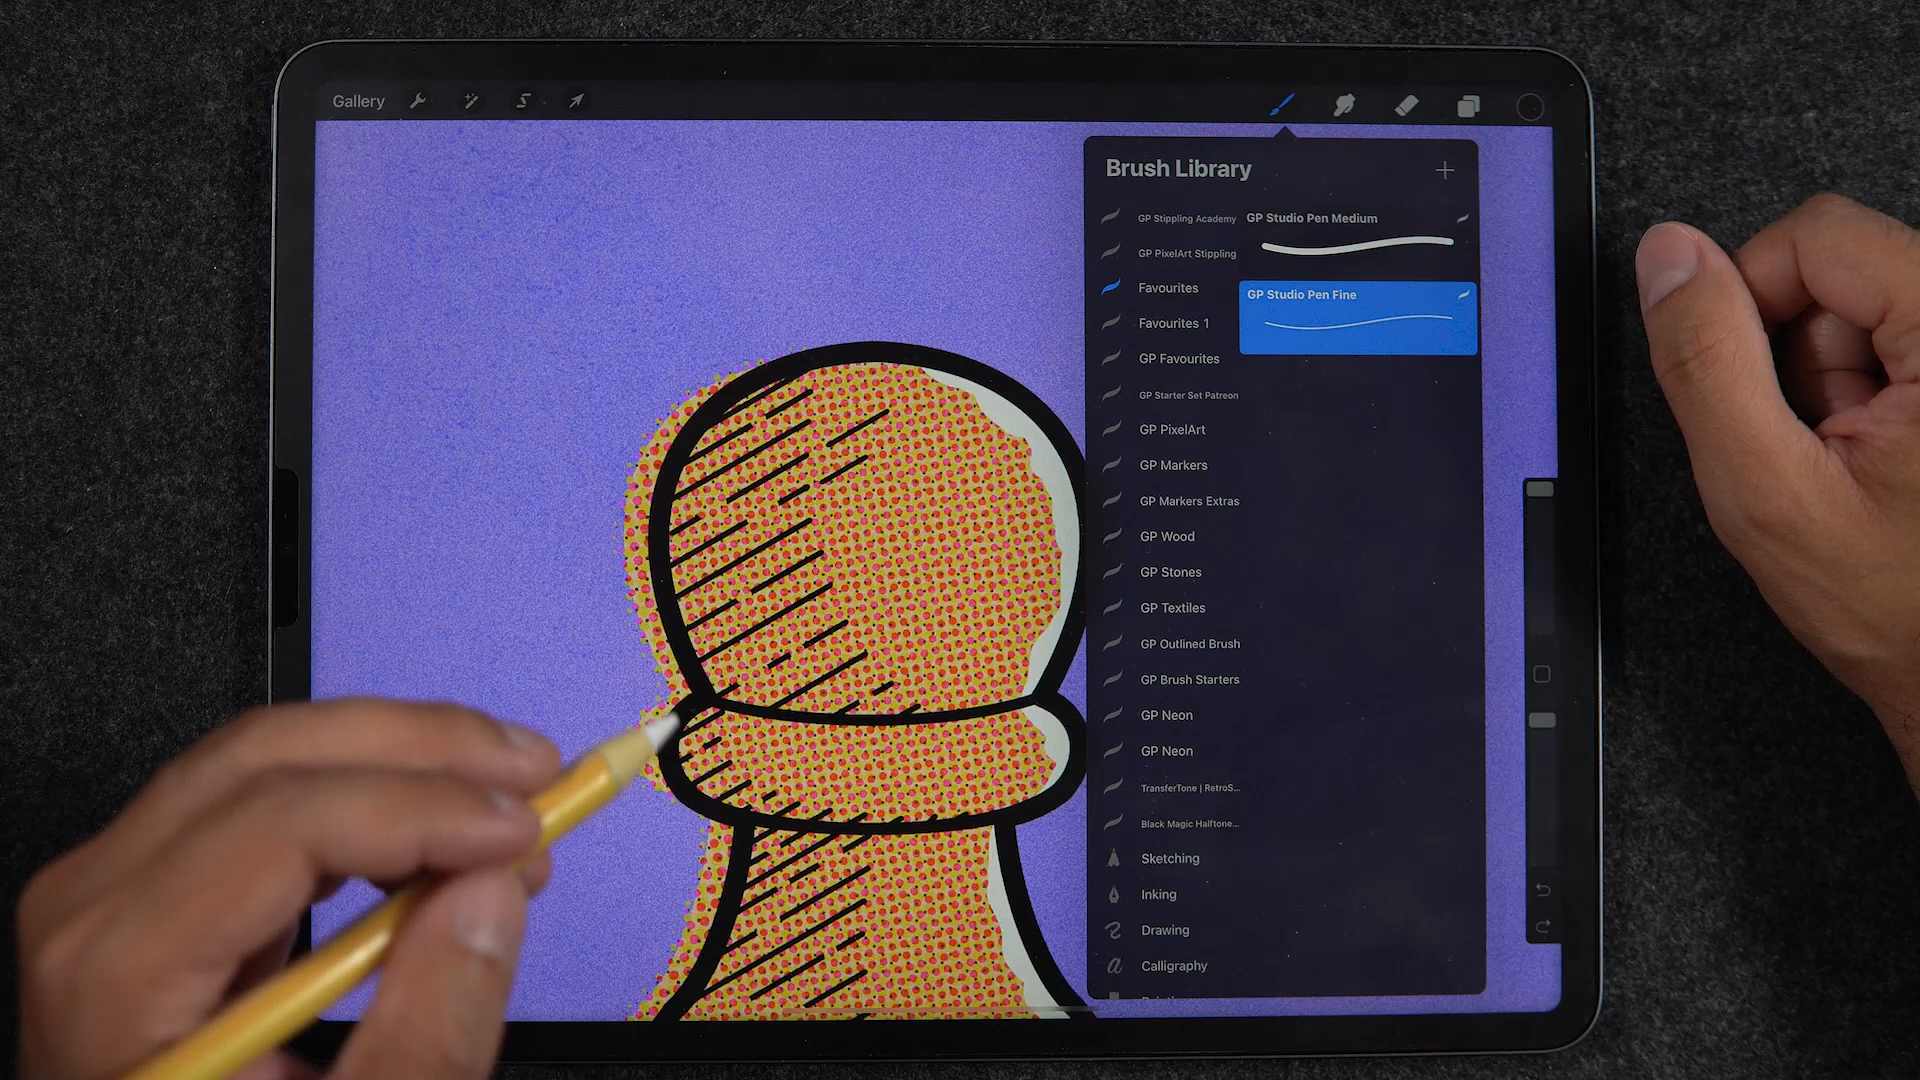 Gallery
Brush Library
GP Stippling Academy
GP PixelArt Stippling
Favourites
Favourites 1
GP Favourites
GP Starter Set Patreon
GP PixelArt
GP Markers
GP Markers Extras
GP Wood
GP Stones
GP Textiles
GP Outlined Brush
GP Brush Starters
GP Neon
GP Neon
TransferTone | RetroS...
Black Magic Halftone...
Sketching
Inking
Drawing
Calligraphy
GP Studio Pen Medium
GP Studio Pen Fine